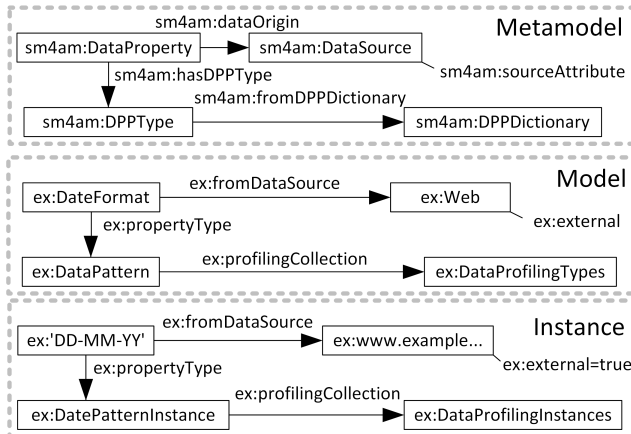 Metamodel
sm4am:dataOrigin
sm4am:DataProperty
sm4am:DataSource
sm4am:sourceAttribute
sm4am:hasDPPType
sm4am:fromDPPDictionary
sm4am:DPPType
sm4am:DPPDictionary
Model
ex:DateFormat
ex:fromDataSource
ex:Web
ex:external
ex:propertyType
ex:DataPattern
ex:profilingCollection
ex:DataProfilingTypes
Instance
ex:'DD-MM-YY'
ex:fromDataSource
ex:www.example...
ex:external=true
ex:propertyType
ex:DatePatternInstance
ex:profilingCollection
ex:DataProfilingInstances